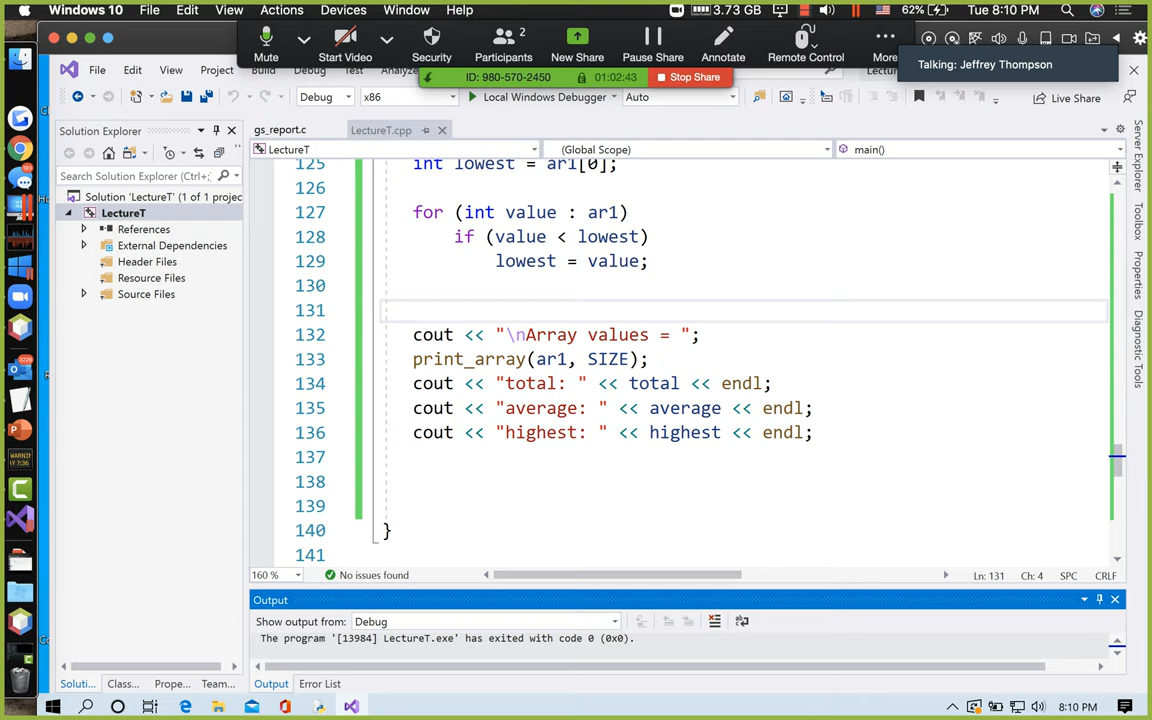 Windows 10 File Edit View Actions Devices Window Help 3.73 GB 62% Tue 8:10 PM
Mute Start Video Security Participants 2 New Share Pause Share Annotate Remote Control More
Talking: Jeffrey Thompson
ID: 980-570-2450 02:02:43 Stop Share
File Edit View Project Build Debug Test Analyze
Debug x86 Local Windows Debugger Auto Live Share
Solution Explorer
Search Solution Explorer (Ctrl+;
Solution 'LectureT' (1 of 1 projec
LectureT
References
External Dependencies
Header Files
Resource Files
Source Files
Soluti... Class... Prope... Team...
gs_report.c LectureT.cpp
LectureT (Global Scope) main()
125 int lowest = ar1[0];
126
127 for (int value : ar1)
128 if (value < lowest)
129 lowest = value;
130
131
132 cout << "\nArray values = ";
133 print_array(ar1, SIZE);
134 cout << "total: " << total << endl;
135 cout << "average: " << average << endl;
136 cout << "highest: " << highest << endl;
137
138
139
140 }
141
160 % No issues found Ln: 131 Ch: 4 SPC CRLF
Output
Show output from: Debug
The program '[13984] LectureT.exe' has exited with code 0 (0x0).
Output Error List
Server Explorer
Toolbox
Properties
Diagnostic Tools
8:10 PM